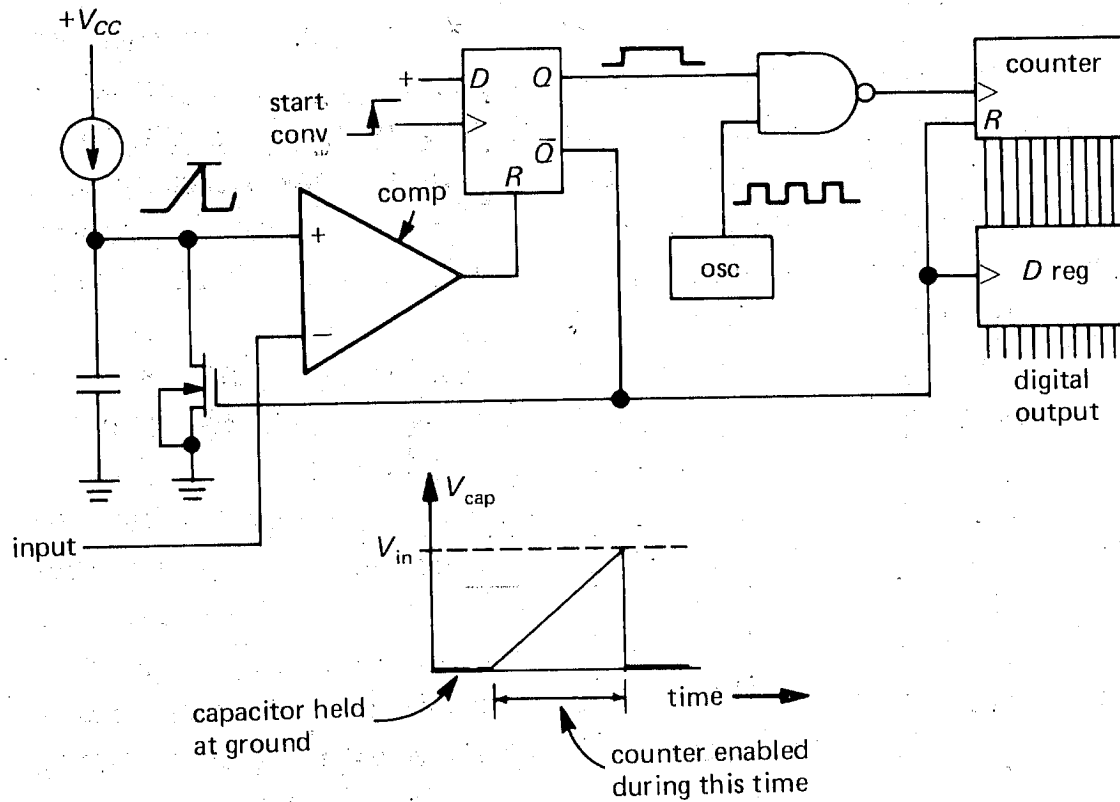 +V_CC
start
conv
+
D
Q
Q̅
R
comp
+
−
osc
counter
R
D reg
digital
output
input
V_cap
V_in
time
capacitor held
at ground
counter enabled
during this time